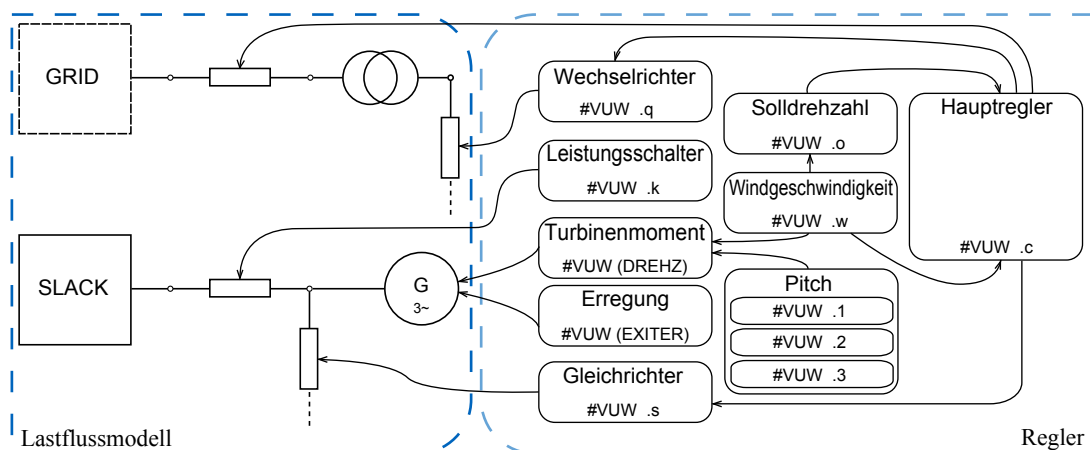 GRID
SLACK
G
3~
Lastflussmodell
Wechselrichter
#VUW .q
Leistungsschalter
#VUW .k
Turbinenmoment
#VUW (DREHZ)
Erregung
#VUW (EXITER)
Gleichrichter
#VUW .s
Solldrehzahl
#VUW .o
Windgeschwindigkeit
#VUW .w
Pitch
#VUW .1
#VUW .2
#VUW .3
Hauptregler
#VUW .c
Regler